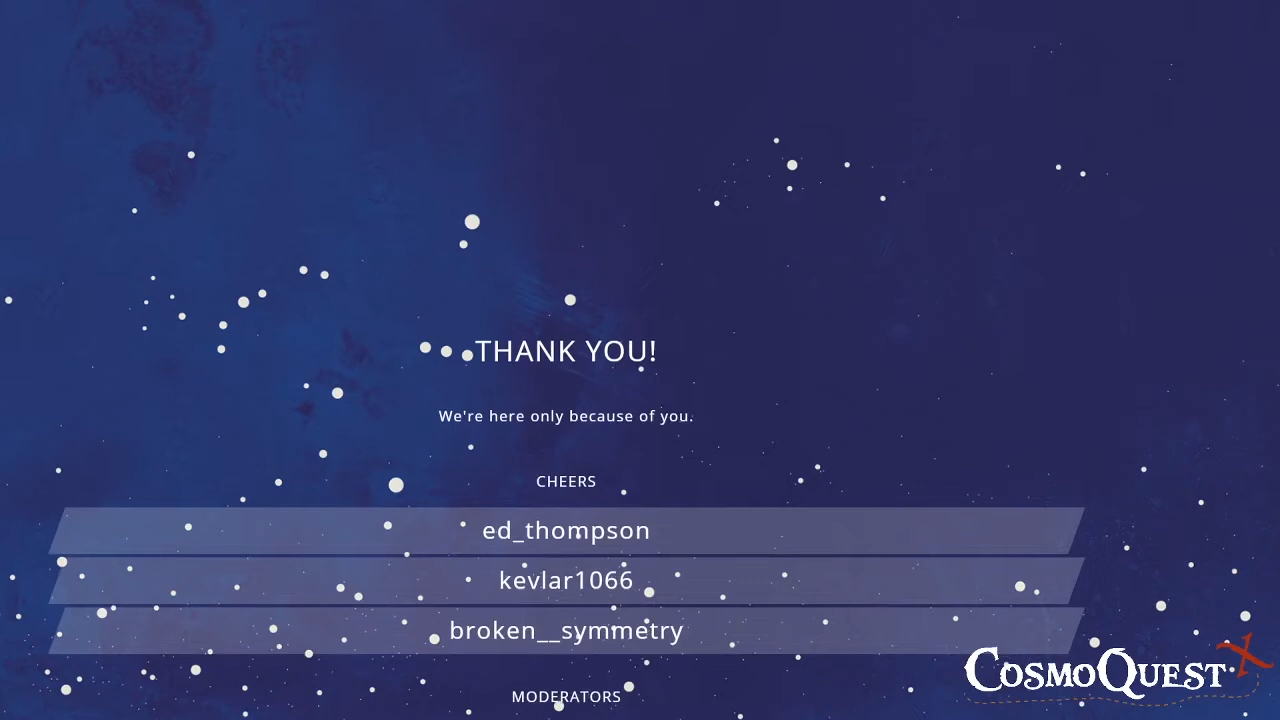 THANK YOU!
We're here only because of you.
CHEERS
ed_thompson
kevlar1066
broken__symmetry
COSMOQUEST X
MODERATORS